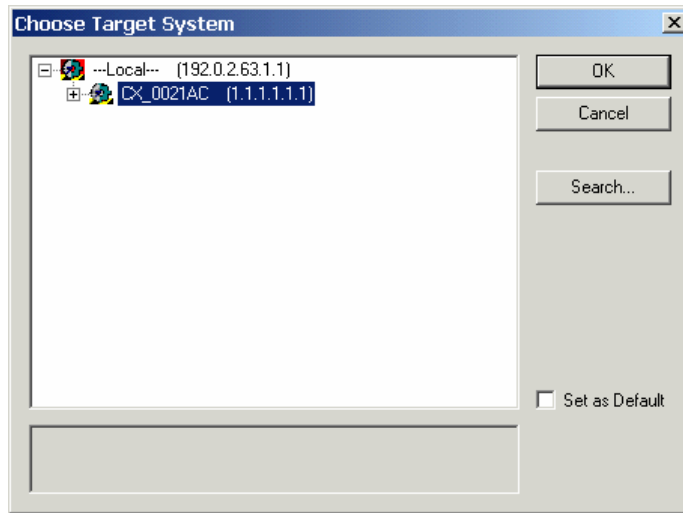 Choose Target System
---Local--- (192.0.2.63.1.1)
CX_0021AC (1.1.1.1.1.1)
OK
Cancel
Search...
Set as Default